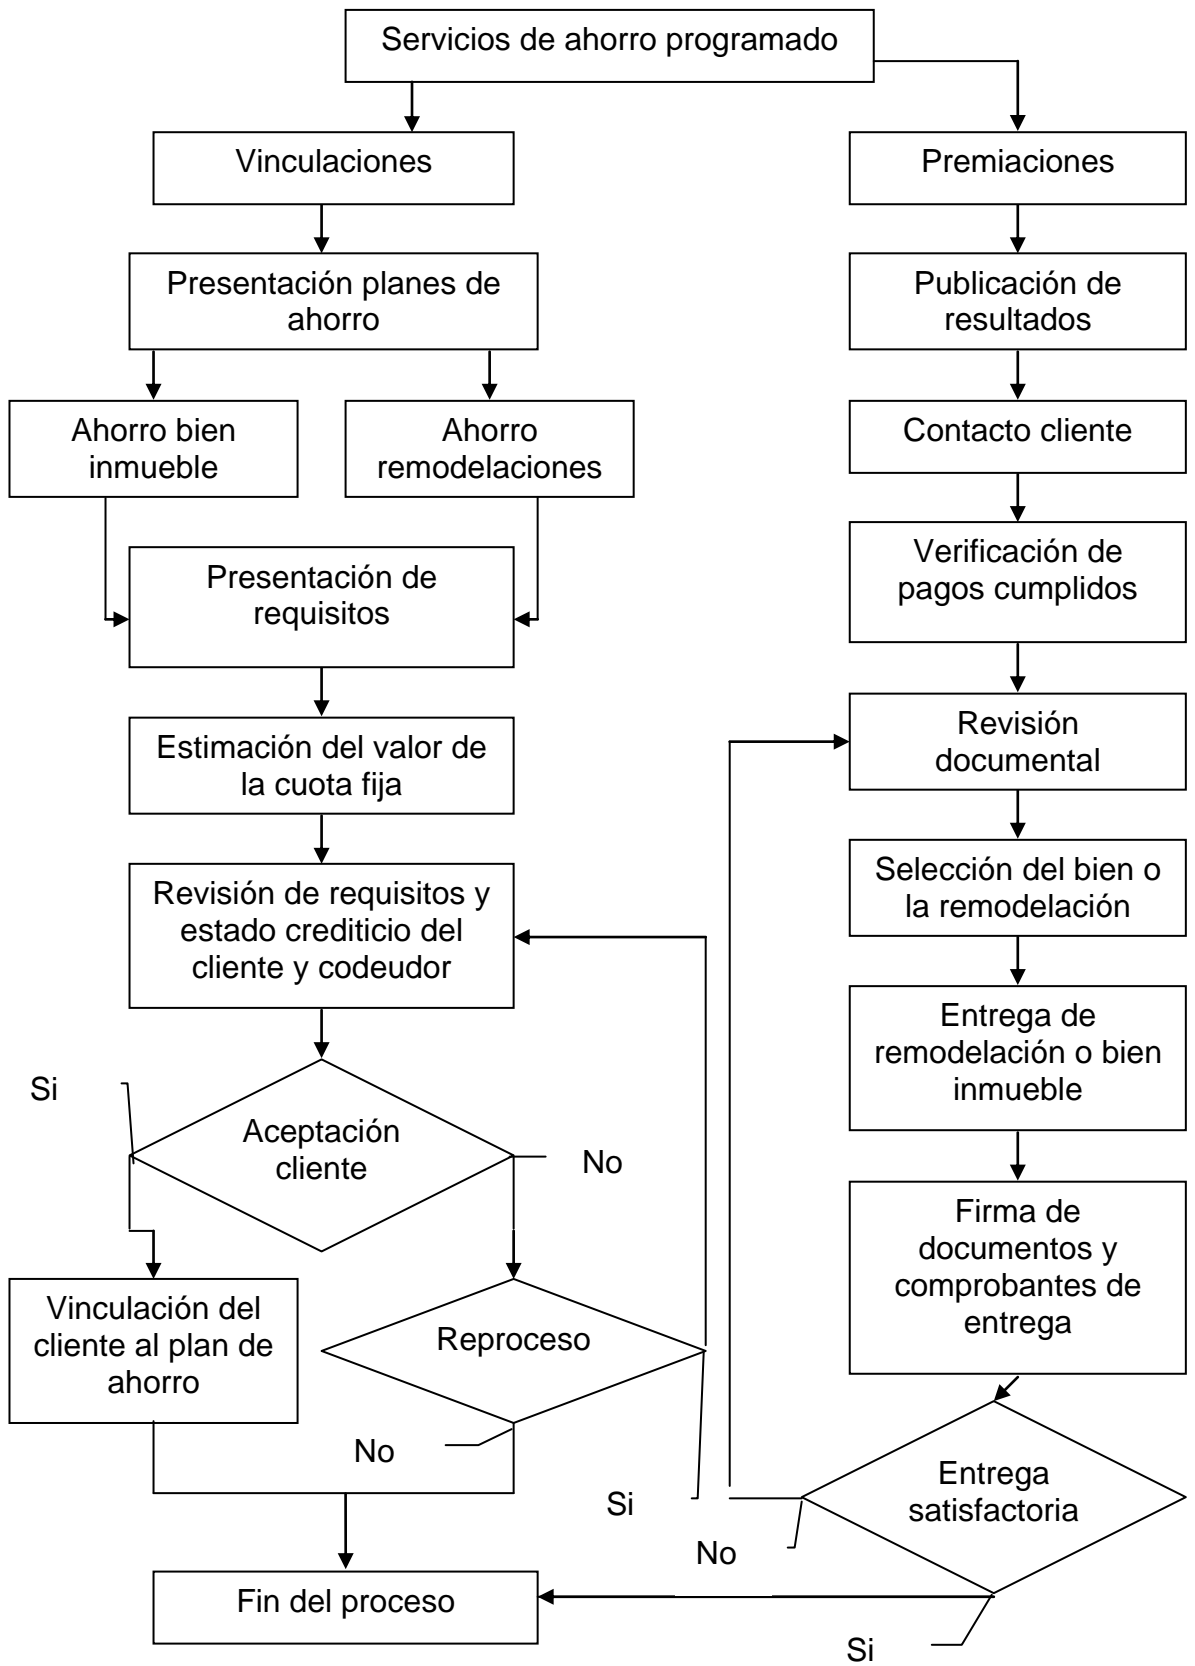 Servicios de ahorro programado
Vinculaciones
Premiaciones
Presentación planes de
ahorro
Publicación de
resultados
Ahorro bien
inmueble
Ahorro
remodelaciones
Contacto cliente
Presentación de
requisitos
Verificación de
pagos cumplidos
Estimación del valor de
la cuota fija
Revisión
documental
Revisión de requisitos y
estado crediticio del
cliente y codeudor
Selección del bien o
la remodelación
Entrega de
remodelación o bien
inmueble
Si
Aceptación
cliente
No
Firma de
documentos y
comprobantes de
entrega
Vinculación del
cliente al plan de
ahorro
Reproceso
No
Si
Entrega
satisfactoria
No
Fin del proceso
Si